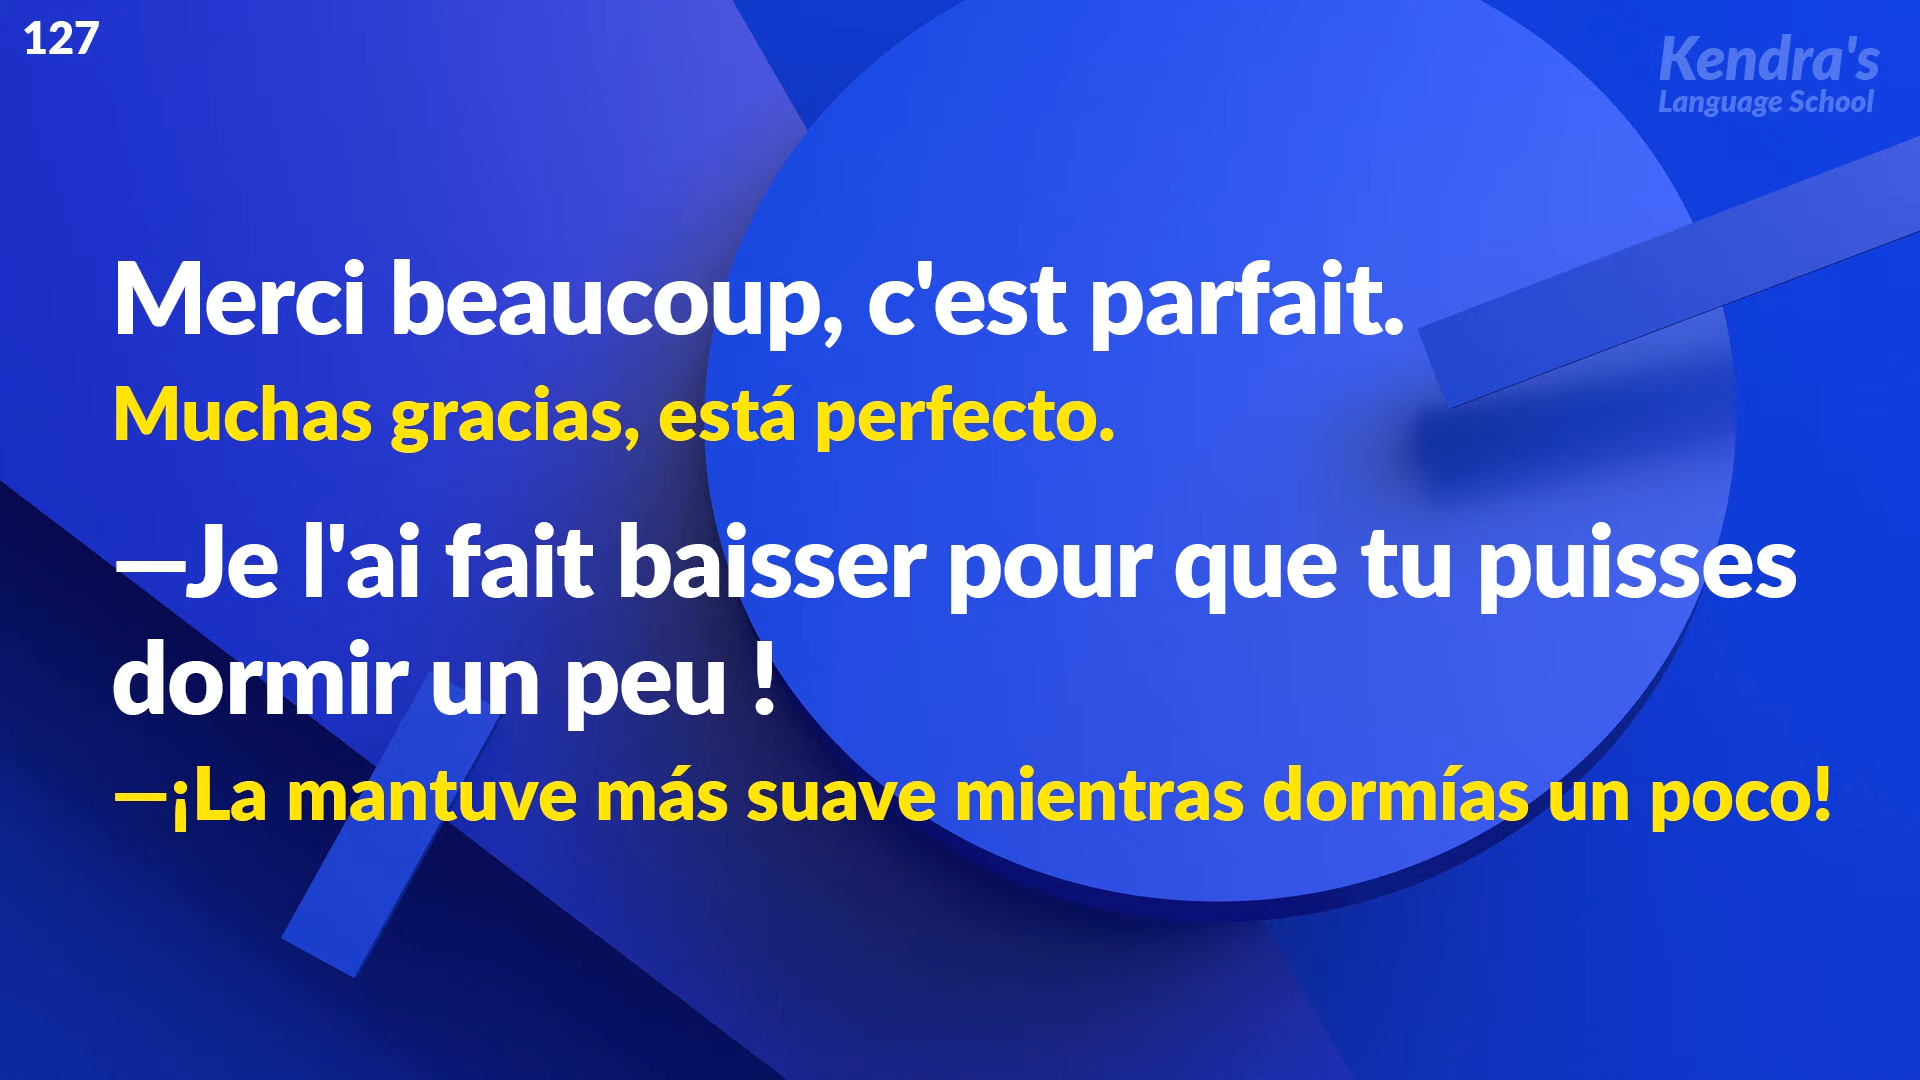 127
Kendra's
Language School
Merci beaucoup, c'est parfait.
Muchas gracias, está perfecto.
—Je l'ai fait baisser pour que tu puisses
dormir un peu !
—¡La mantuve más suave mientras dormías un poco!